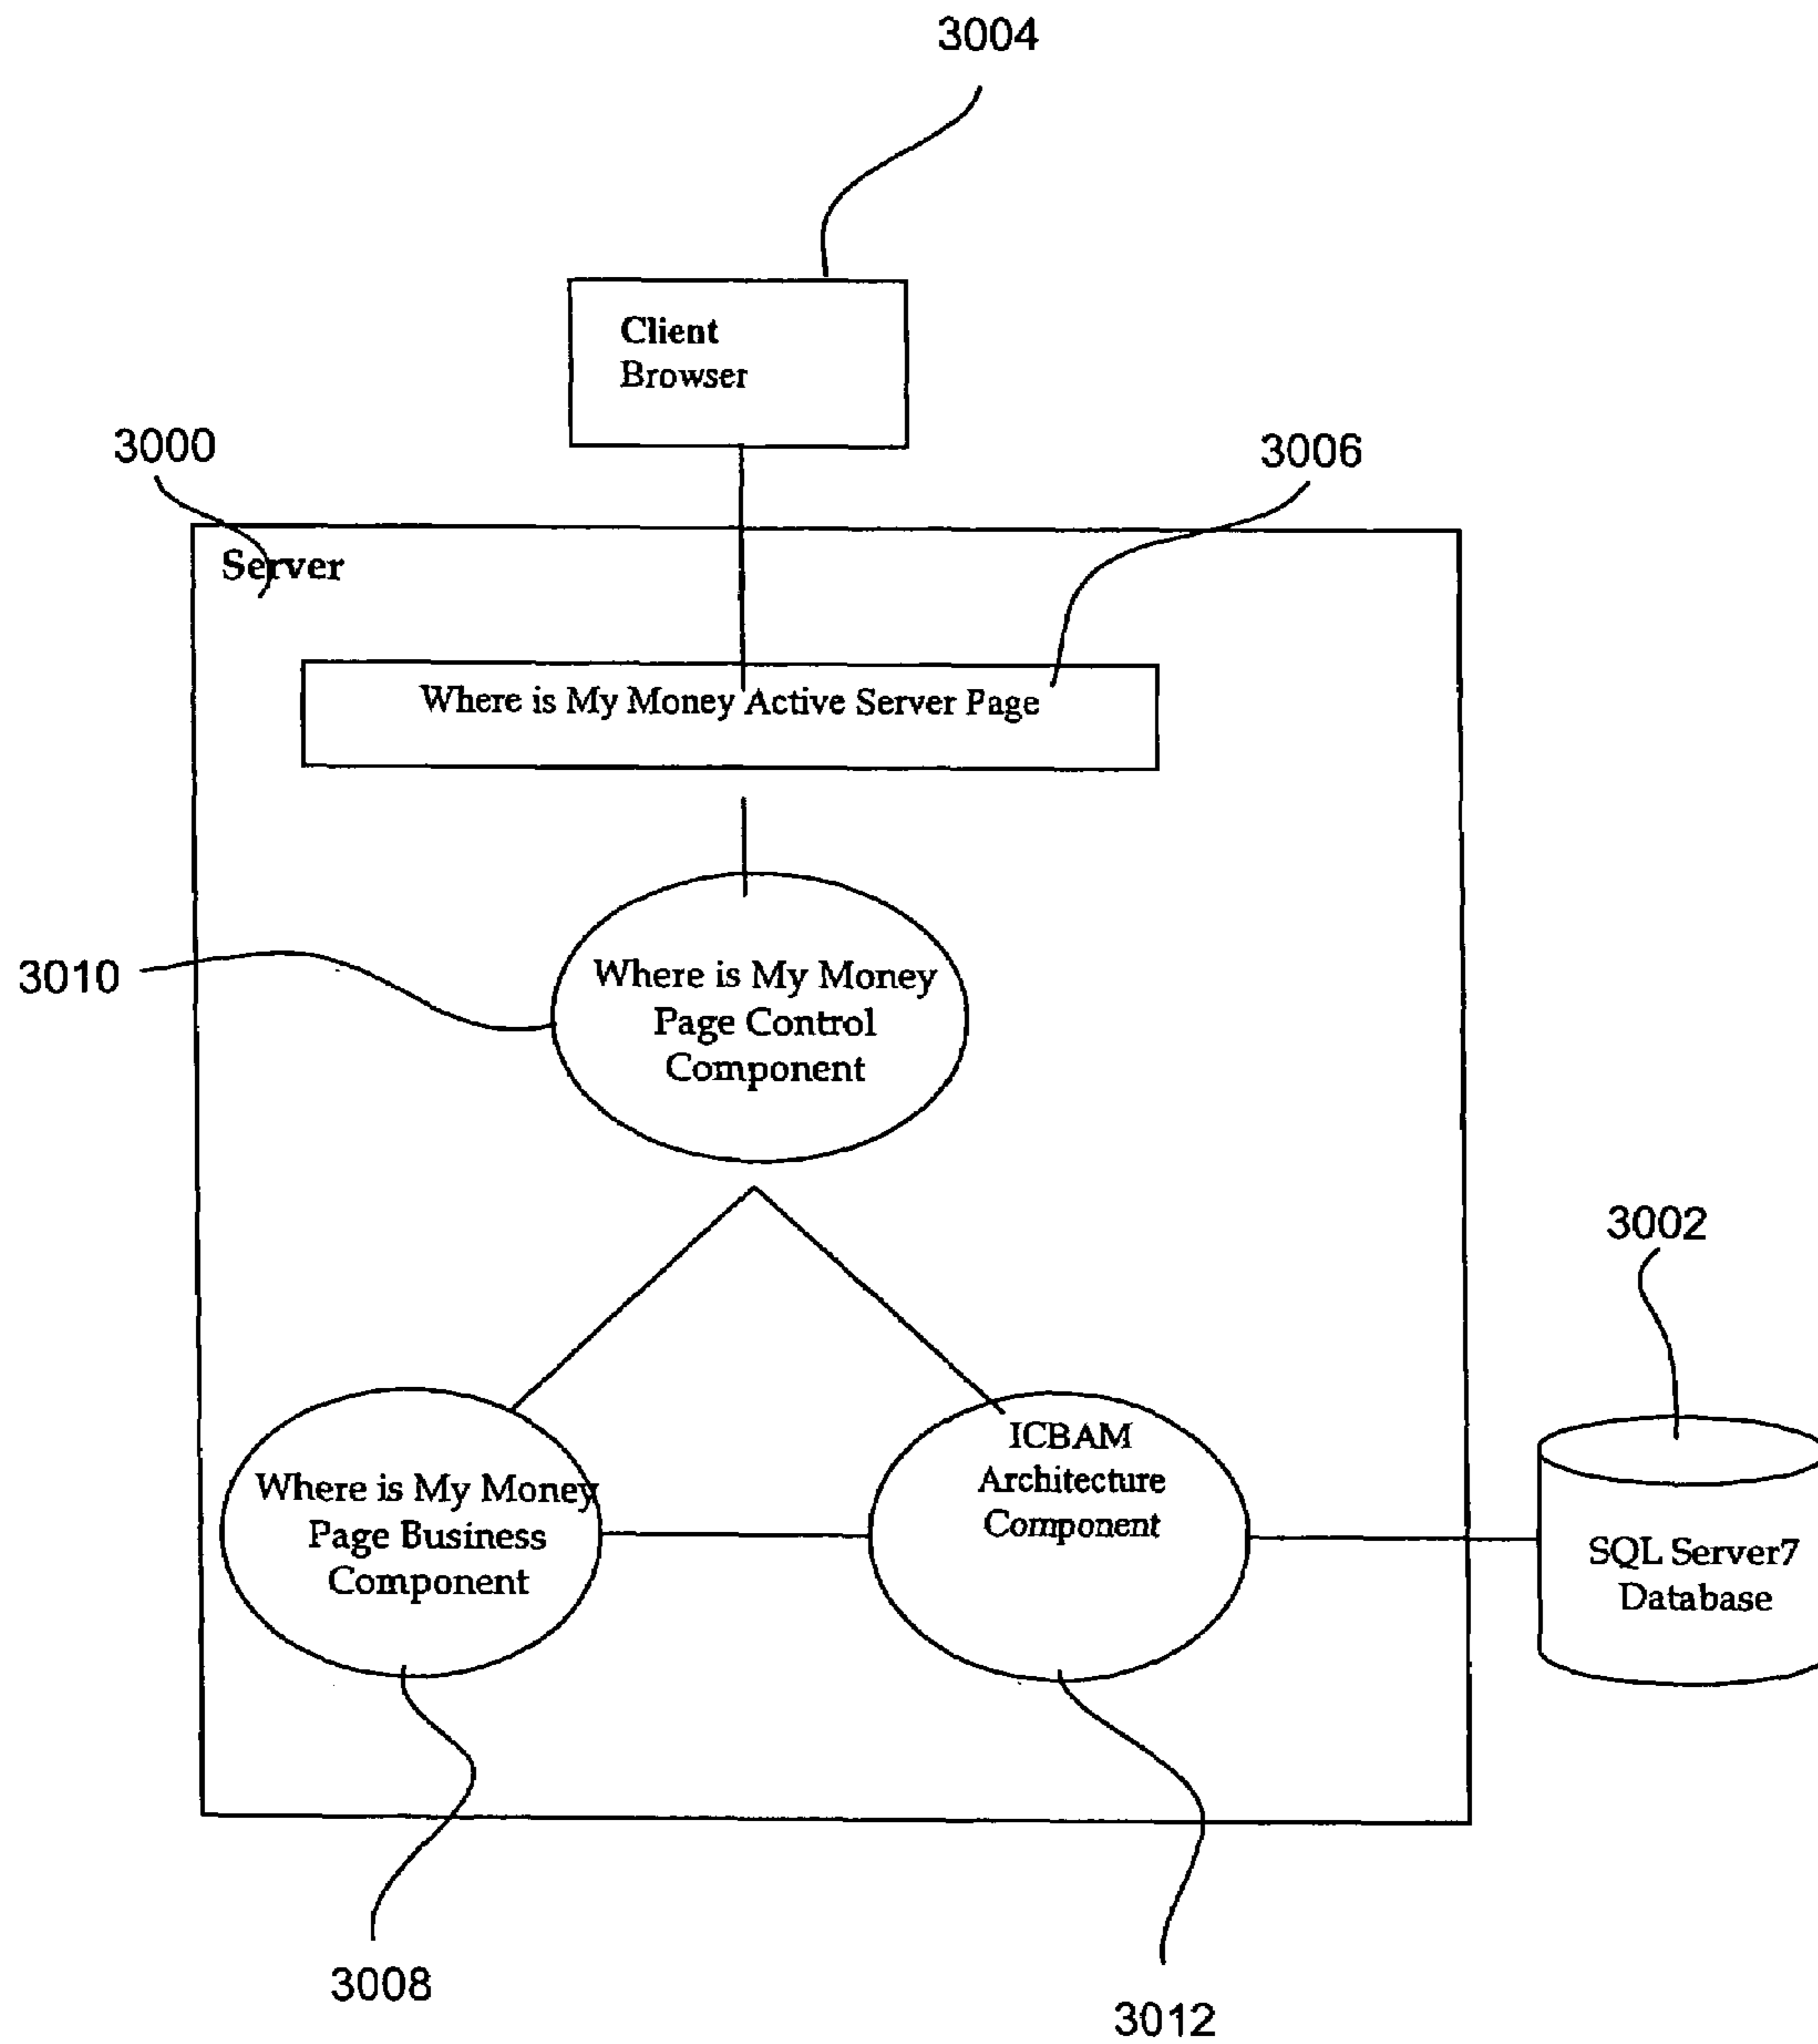 3004
Client
Browser
3000
3006
Server
Where is My Money Active Server Page
3010
Where is My Money
Page Control
Component
3002
ICBAM
Architecture
Component
Where is My Money
Page Business
Component
SQL Server7
Database
3008
3012